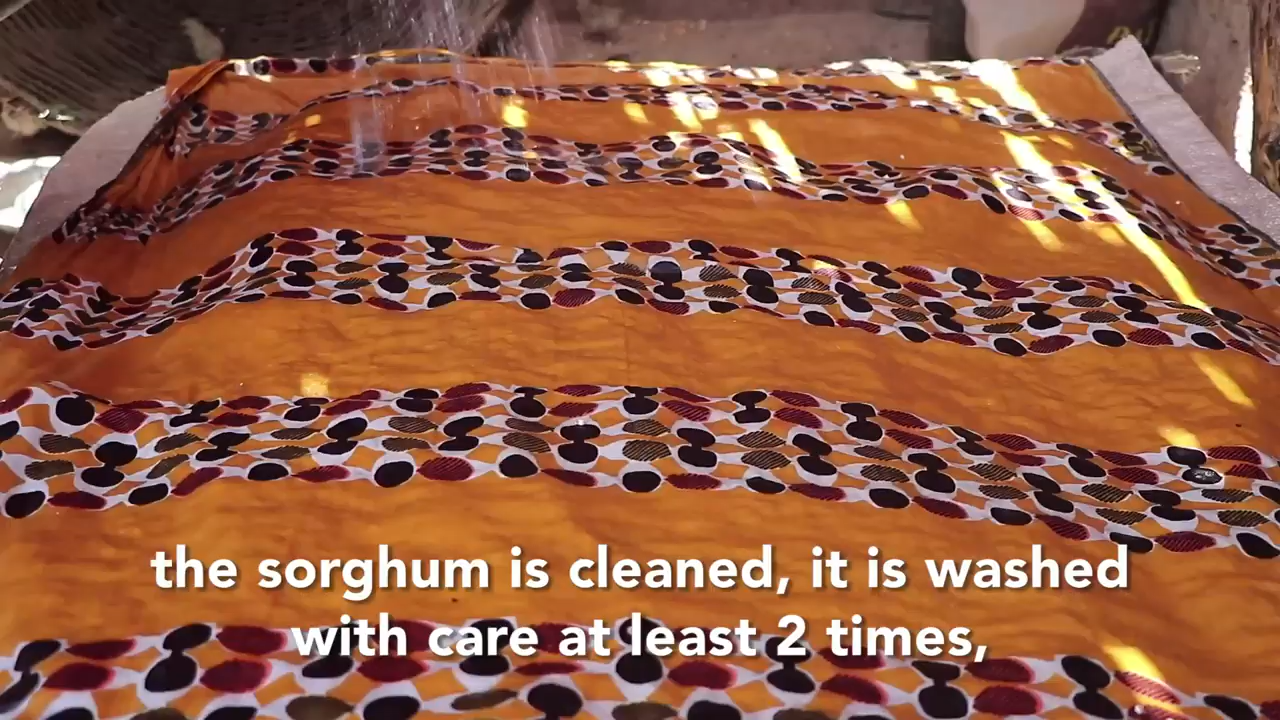 the sorghum is cleaned, it is washed
with care at least 2 times,